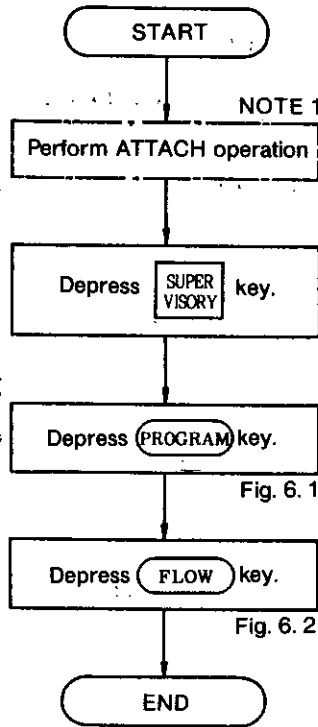 START
NOTE 1
Perform ATTACH operation
Depress SUPER VISORY key.
Depress PROGRAM key.
Fig. 6. 1
Depress FLOW key.
Fig. 6. 2
END